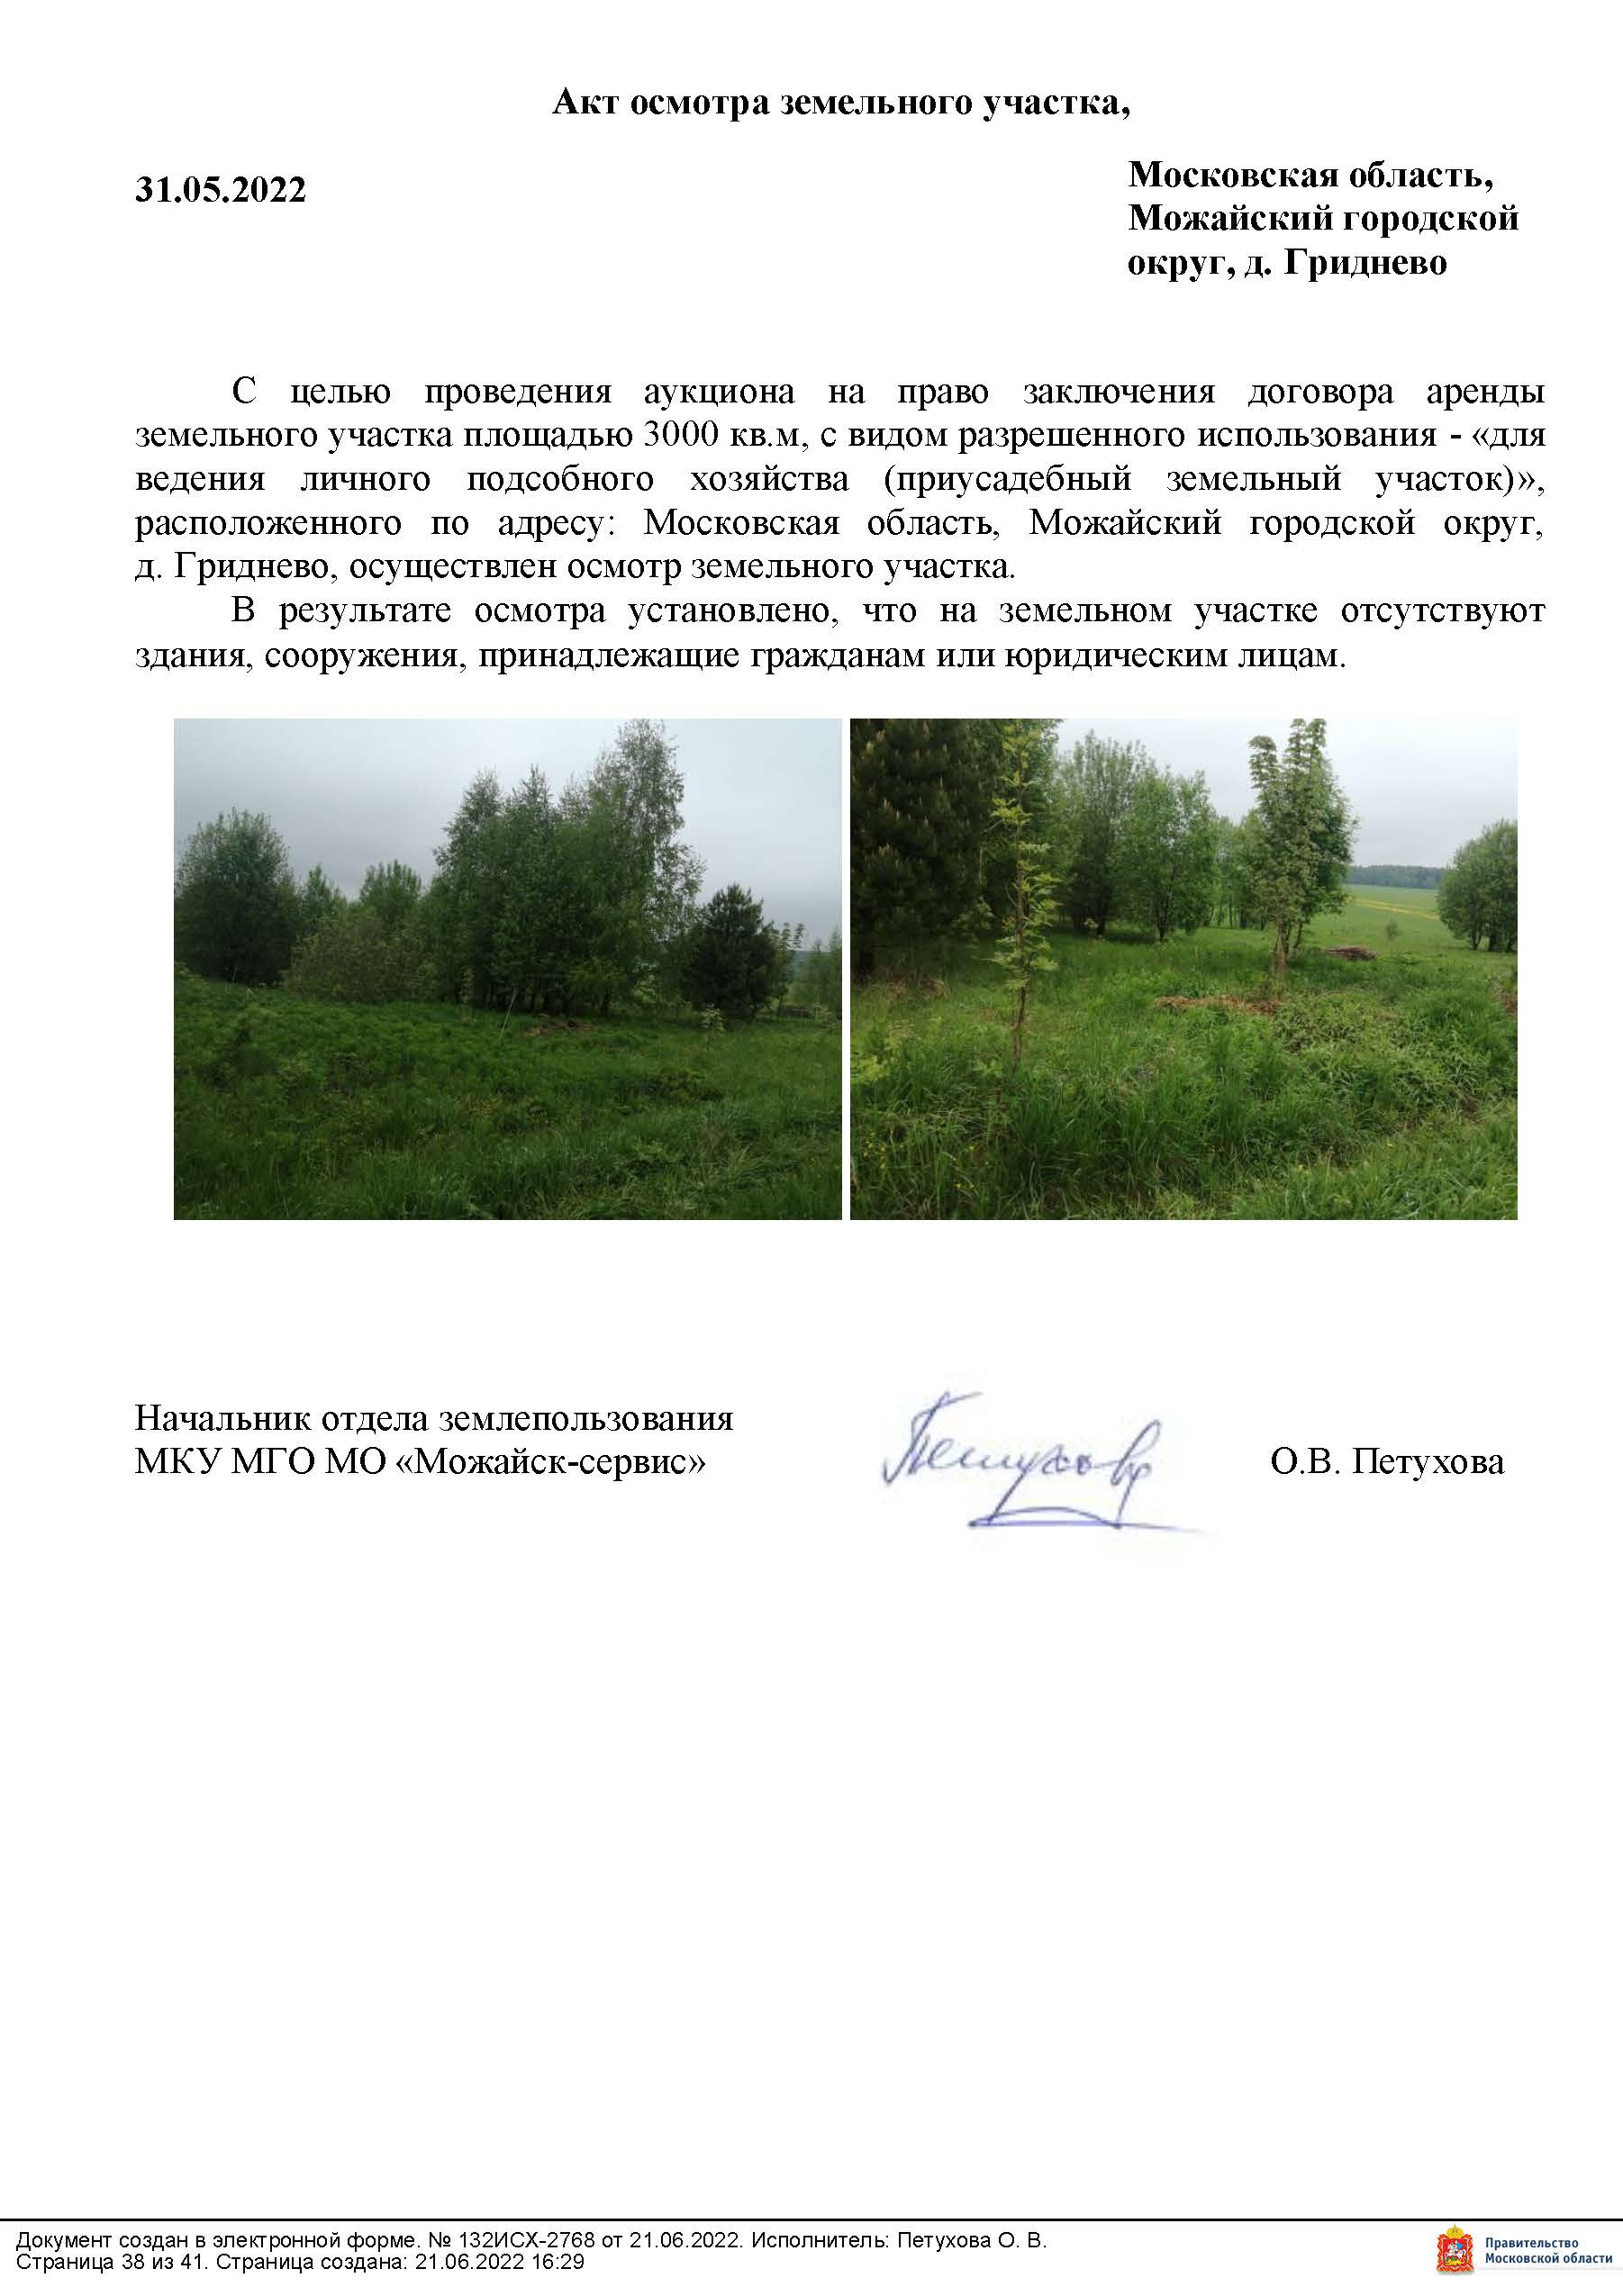 Акт осмотра земельного участка,
31.05.2022
Московская область,
Можайский городской
округ, д. Гриднево
С целью проведения аукциона на право заключения договора аренды
земельного участка площадью 3000 кв.м, с видом разрешенного использования - «для
ведения личного подсобного хозяйства (приусадебный земельный участок)»,
расположенного по адресу: Московская область, Можайский городской округ,
д. Гриднево, осуществлен осмотр земельного участка.
В результате осмотра установлено, что на земельном участке отсутствуют
здания, сооружения, принадлежащие гражданам или юридическим лицам.
Начальник отдела землепользования
МКУ МГО МО «Можайск-сервис»
Петухова
О.В. Петухова
Документ создан в электронной форме. № 132ИСХ-2768 от 21.06.2022. Исполнитель: Петухова О. В.
Страница 38 из 41. Страница создана: 21.06.2022 16:29
Правительство
Московской области